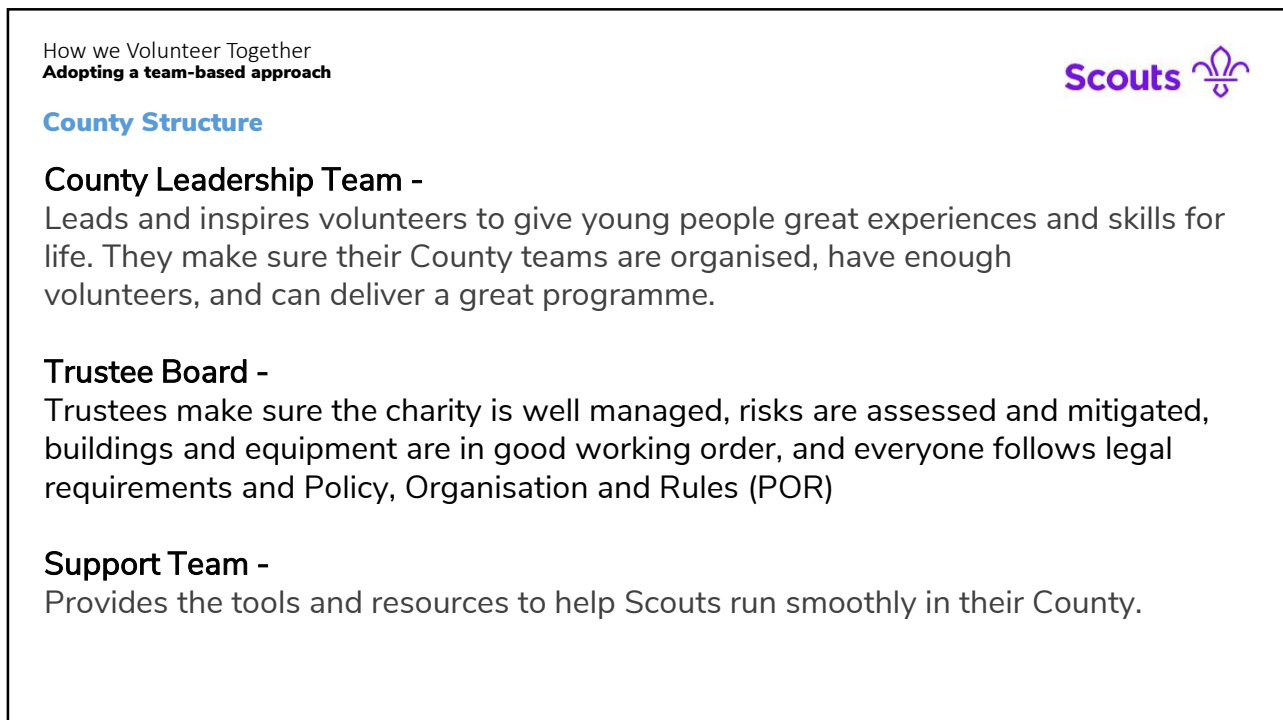 How we Volunteer Together
Adopting a team-based approach
Scouts
County Structure
County Leadership Team -
Leads and inspires volunteers to give young people great experiences and skills for
life. They make sure their County teams are organised, have enough
volunteers, and can deliver a great programme.
Trustee Board -
Trustees make sure the charity is well managed, risks are assessed and mitigated,
buildings and equipment are in good working order, and everyone follows legal
requirements and Policy, Organisation and Rules (POR)
Support Team -
Provides the tools and resources to help Scouts run smoothly in their County.